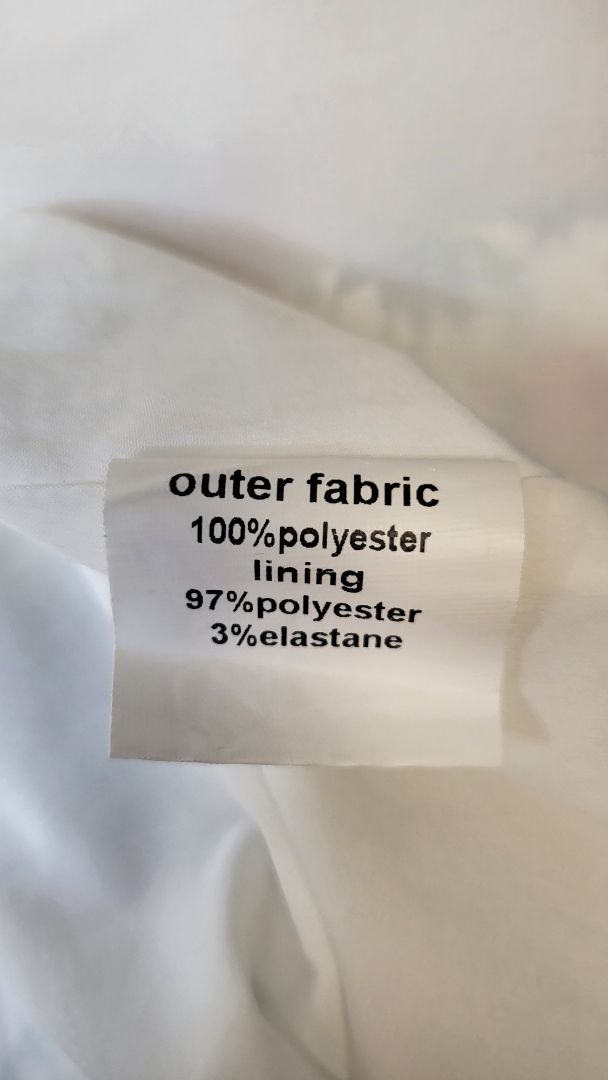 outer fabric
100%polyester
lining
97%polyester
3%elastane